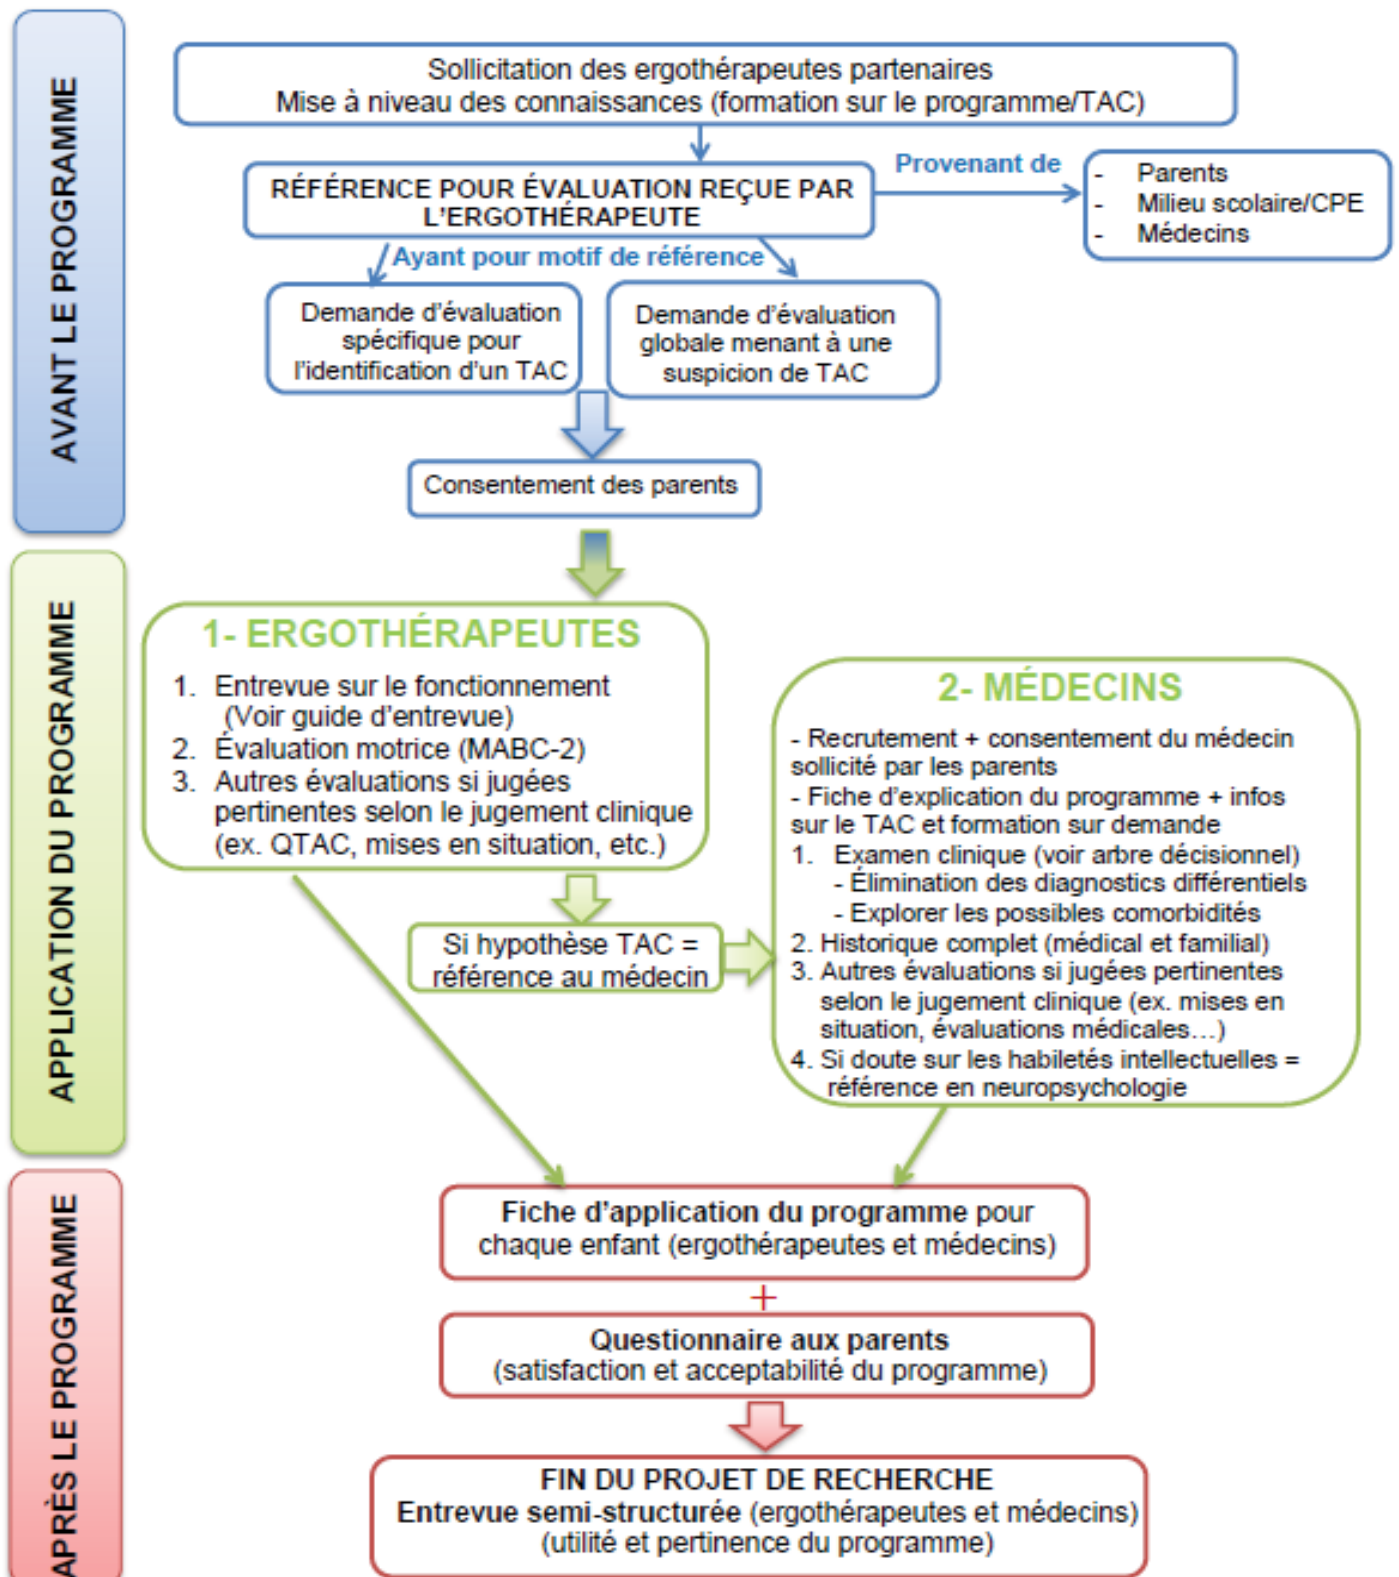 AVANT LE PROGRAMME
Sollicitation des ergothérapeutes partenaires
Mise à niveau des connaissances (formation sur le programme/TAC)
RÉFÉRENCE POUR ÉVALUATION REÇUE PAR
L'ERGOTHÉRAPEUTE
Provenant de
- Parents
- Milieu scolaire/CPE
- Médecins
Ayant pour motif de référence
Demande d'évaluation
spécifique pour
l'identification d'un TAC
Demande d'évaluation
globale menant à une
suspicion de TAC
Consentement des parents
APPLICATION DU PROGRAMME
1- ERGOTHÉRAPEUTES
1. Entrevue sur le fonctionnement
(Voir guide d'entrevue)
2. Évaluation motrice (MABC-2)
3. Autres évaluations si jugées
pertinentes selon le jugement clinique
(ex. QTAC, mises en situation, etc.)
Si hypothèse TAC =
référence au médecin
2- MÉDECINS
- Recrutement + consentement du médecin
sollicité par les parents
- Fiche d'explication du programme + infos
sur le TAC et formation sur demande
1. Examen clinique (voir arbre décisionnel)
- Élimination des diagnostics différentiels
- Explorer les possibles comorbidités
2. Historique complet (médical et familial)
3. Autres évaluations si jugées pertinentes
selon le jugement clinique (ex. mises en
situation, évaluations médicales…)
4. Si doute sur les habiletés intellectuelles =
référence en neuropsychologie
APRÈS LE PROGRAMME
Fiche d'application du programme pour
chaque enfant (ergothérapeutes et médecins)
+
Questionnaire aux parents
(satisfaction et acceptabilité du programme)
FIN DU PROJET DE RECHERCHE
Entrevue semi-structurée (ergothérapeutes et médecins)
(utilité et pertinence du programme)